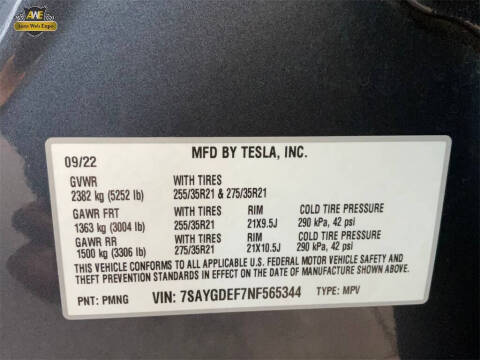 AWE
Auto Web Expo
09/22 MFD BY TESLA, INC.
GVWR WITH TIRES
2382 kg (5252 lb) 255/35R21 & 275/35R21
GAWR FRT WITH TIRES RIM COLD TIRE PRESSURE
1363 kg (3004 lb) 255/35R21 21X9.5J 290 kPa, 42 psi
GAWR RR WITH TIRES RIM COLD TIRE PRESSURE
1500 kg (3306 lb) 275/35R21 21X10.5J 290 kPa, 42 psi
THIS VEHICLE CONFORMS TO ALL APPLICABLE U.S. FEDERAL MOTOR VEHICLE SAFETY AND
THEFT PREVENTION STANDARDS IN EFFECT ON THE DATE OF MANUFACTURE SHOWN ABOVE.
PNT: PMNG VIN: 7SAYGDEF7NF565344 TYPE: MPV